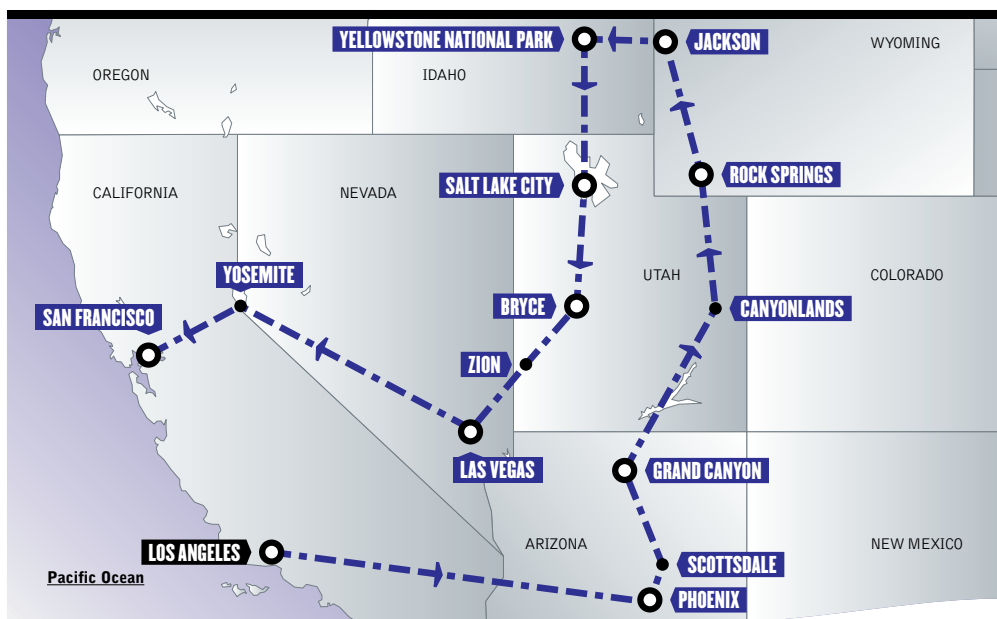 YELLOWSTONE NATIONAL PARK
JACKSON
WYOMING
OREGON
IDAHO
ROCK SPRINGS
SALT LAKE CITY
CALIFORNIA
NEVADA
YOSEMITE
UTAH
COLORADO
BRYCE
CANYONLANDS
SAN FRANCISCO
ZION
LAS VEGAS
GRAND CANYON
ARIZONA
NEW MEXICO
LOS ANGELES
SCOTTSDALE
Pacific Ocean
PHOENIX